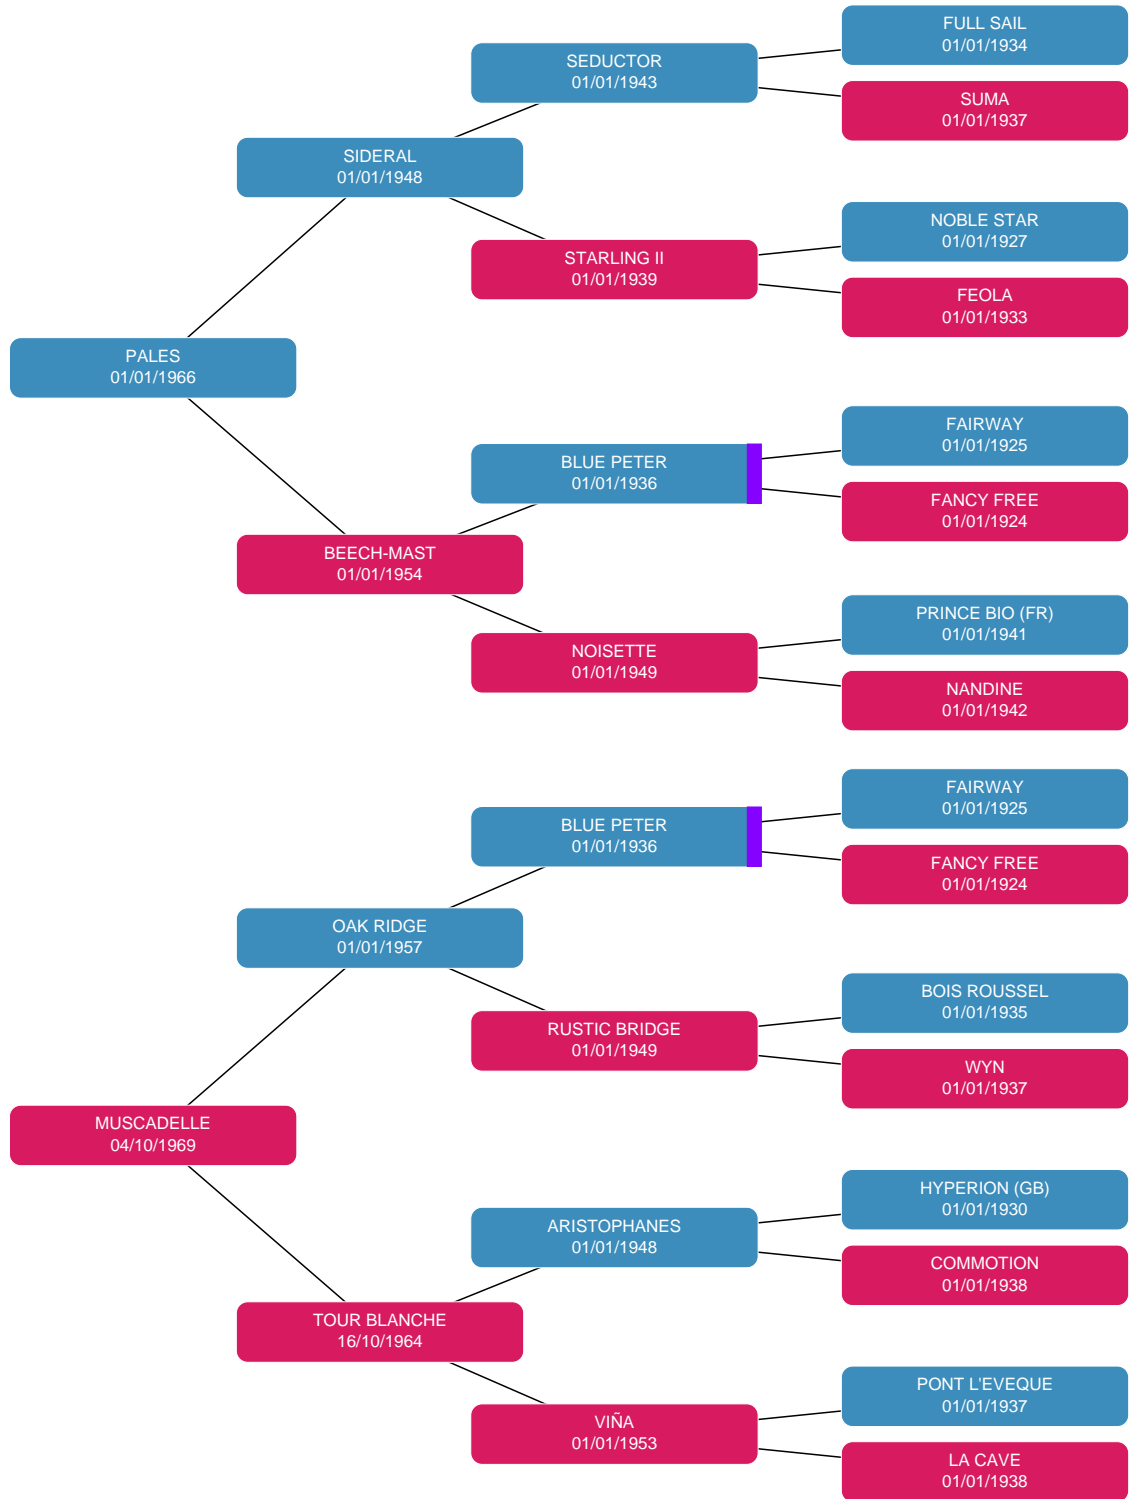 FULL SAIL
01/01/1934
SEDUCTOR
01/01/1943
SUMA
01/01/1937
SIDERAL
01/01/1948
NOBLE STAR
01/01/1927
STARLING II
01/01/1939
FEOLA
01/01/1933
PALES
01/01/1966
FAIRWAY
01/01/1925
BLUE PETER
01/01/1936
FANCY FREE
01/01/1924
BEECH-MAST
01/01/1954
PRINCE BIO (FR)
01/01/1941
NOISETTE
01/01/1949
NANDINE
01/01/1942
FAIRWAY
01/01/1925
BLUE PETER
01/01/1936
FANCY FREE
01/01/1924
OAK RIDGE
01/01/1957
BOIS ROUSSEL
01/01/1935
RUSTIC BRIDGE
01/01/1949
WYN
01/01/1937
MUSCADELLE
04/10/1969
HYPERION (GB)
01/01/1930
ARISTOPHANES
01/01/1948
COMMOTION
01/01/1938
TOUR BLANCHE
16/10/1964
PONT L'EVEQUE
01/01/1937
VIÑA
01/01/1953
LA CAVE
01/01/1938